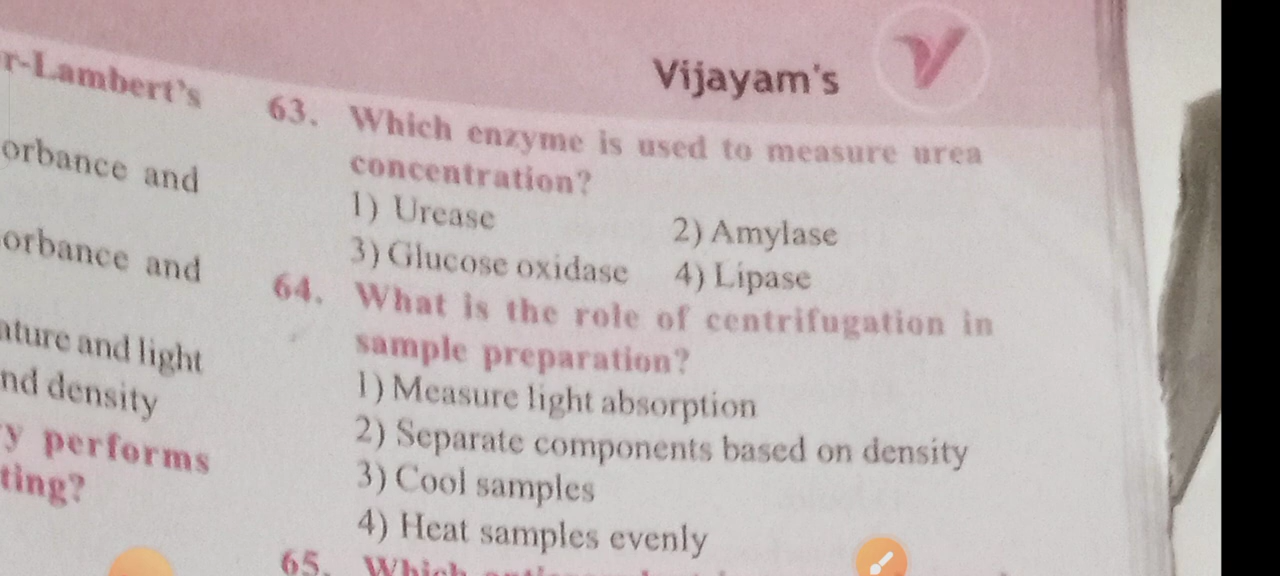 Vijayam's
r-Lambert's
orbance and
orbance and
ature and light
nd density
y performs
ting?
63. Which enzyme is used to measure urea
concentration?
1) Urease 2) Amylase
3) Glucose oxidase 4) Lipase
64. What is the role of centrifugation in
sample preparation?
1) Measure light absorption
2) Separate components based on density
3) Cool samples
4) Heat samples evenly
65. Which